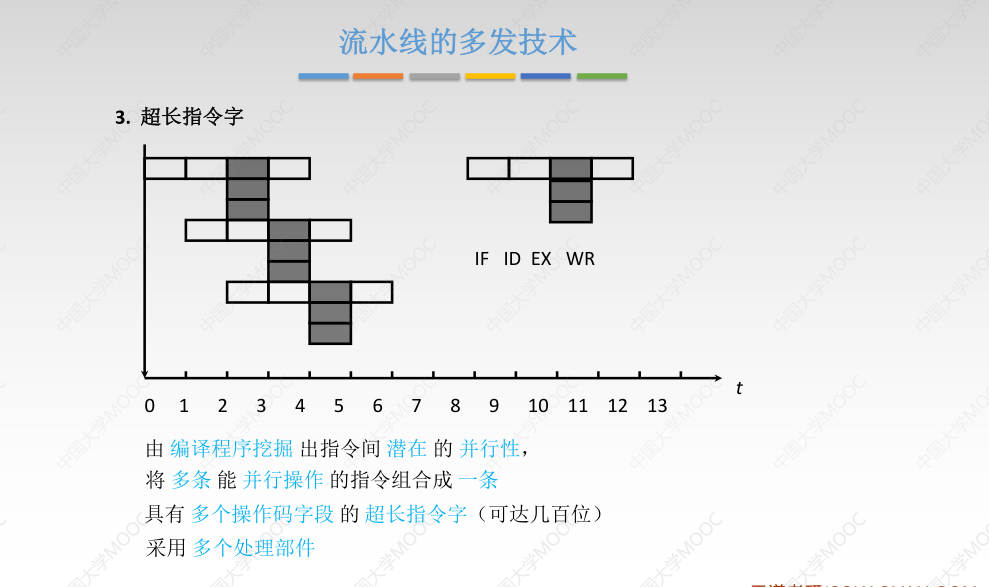 流水线的多发技术
3. 超长指令字
IF ID EX WR
t
0 1 2 3 4 5 6 7 8 9 10 11 12 13
由 编译程序挖掘 出指令间 潜在 的 并行性，
将 多条 能 并行操作 的指令组合成 一条
具有 多个操作码字段 的 超长指令字（可达几百位）
采用 多个处理部件
中国大学MOOC